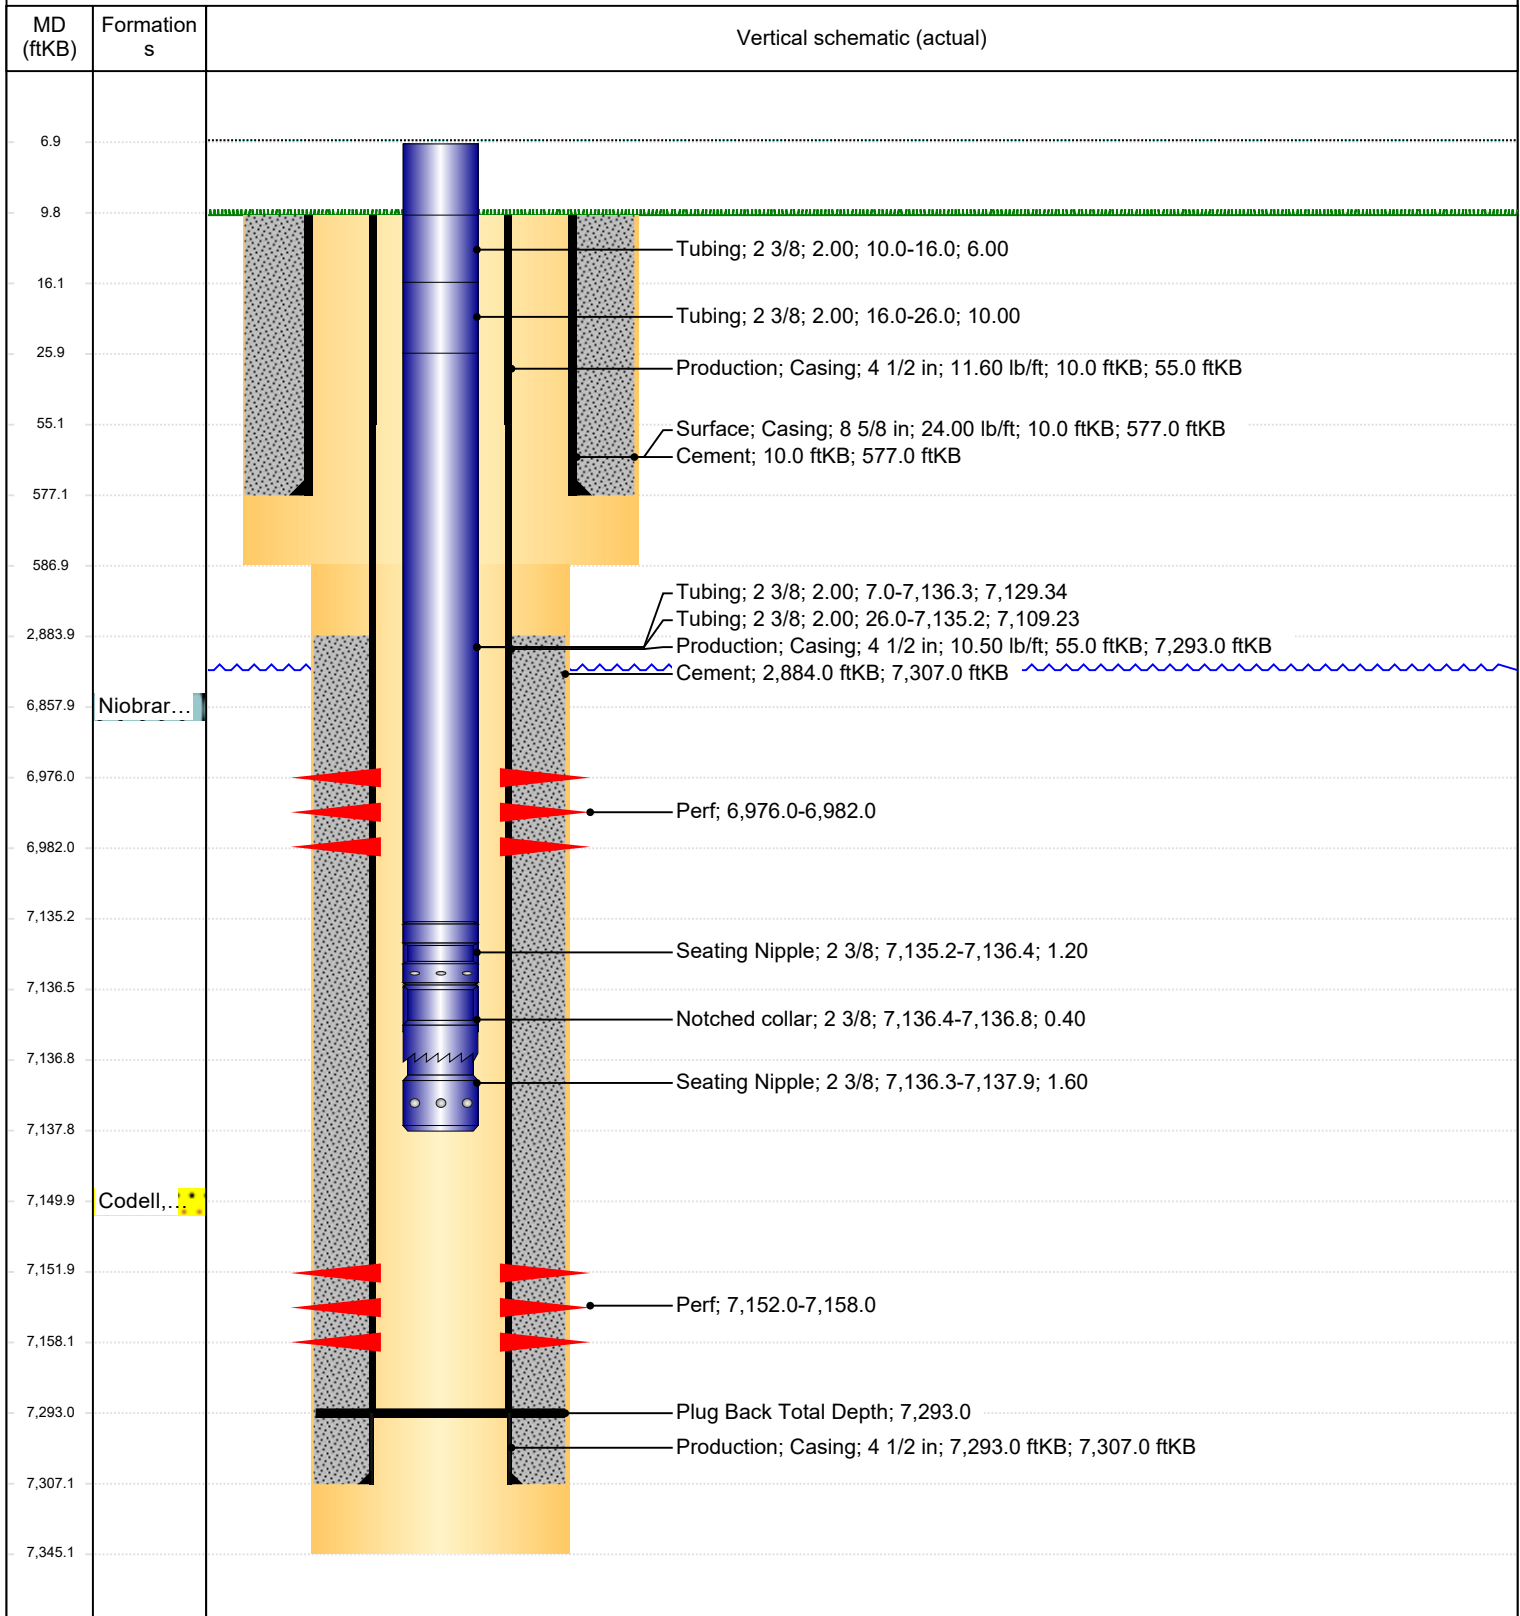 MD
(ftKB)
Formation
s
Vertical schematic (actual)
6.9
9.8
Tubing; 2 3/8; 2.00; 10.0-16.0; 6.00
16.1
Tubing; 2 3/8; 2.00; 16.0-26.0; 10.00
25.9
Production; Casing; 4 1/2 in; 11.60 lb/ft; 10.0 ftKB; 55.0 ftKB
55.1
Surface; Casing; 8 5/8 in; 24.00 lb/ft; 10.0 ftKB; 577.0 ftKB
Cement; 10.0 ftKB; 577.0 ftKB
577.1
586.9
Tubing; 2 3/8; 2.00; 7.0-7,136.3; 7,129.34
Tubing; 2 3/8; 2.00; 26.0-7,135.2; 7,109.23
2,883.9
Production; Casing; 4 1/2 in; 10.50 lb/ft; 55.0 ftKB; 7,293.0 ftKB
Cement; 2,884.0 ftKB; 7,307.0 ftKB
6,857.9
Niobrar...
6,976.0
Perf; 6,976.0-6,982.0
6,982.0
7,135.2
Seating Nipple; 2 3/8; 7,135.2-7,136.4; 1.20
7,136.5
Notched collar; 2 3/8; 7,136.4-7,136.8; 0.40
7,136.8
Seating Nipple; 2 3/8; 7,136.3-7,137.9; 1.60
7,137.8
7,149.9
Codell,...
7,151.9
Perf; 7,152.0-7,158.0
7,158.1
7,293.0
Plug Back Total Depth; 7,293.0
Production; Casing; 4 1/2 in; 7,293.0 ftKB; 7,307.0 ftKB
7,307.1
7,345.1